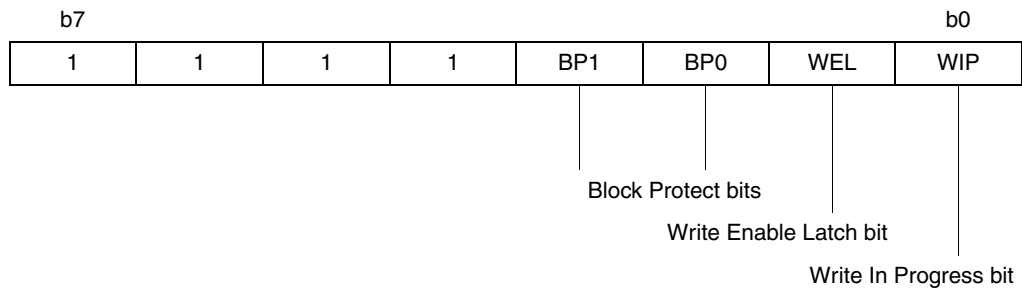 b7 b0
1 1 1 1 BP1 BP0 WEL WIP
Block Protect bits
Write Enable Latch bit
Write In Progress bit